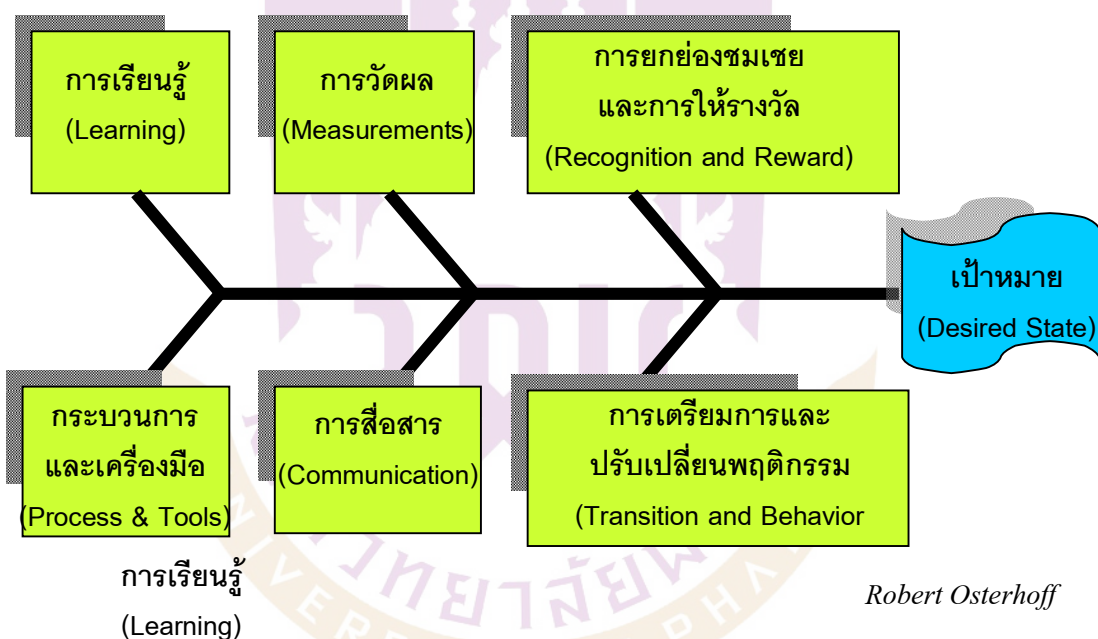 การเรียนรู้
(Learning)
การวัดผล
(Measurements)
การยกย่องชมเชย
และการให้รางวัล
(Recognition and Reward)
เป้าหมาย
(Desired State)
กระบวนการ
และเครื่องมือ
(Process & Tools)
การสื่อสาร
(Communication)
การเตรียมการและ
ปรับเปลี่ยนพฤติกรรม
(Transition and Behavior
การเรียนรู้
(Learning)
Robert Osterhoff